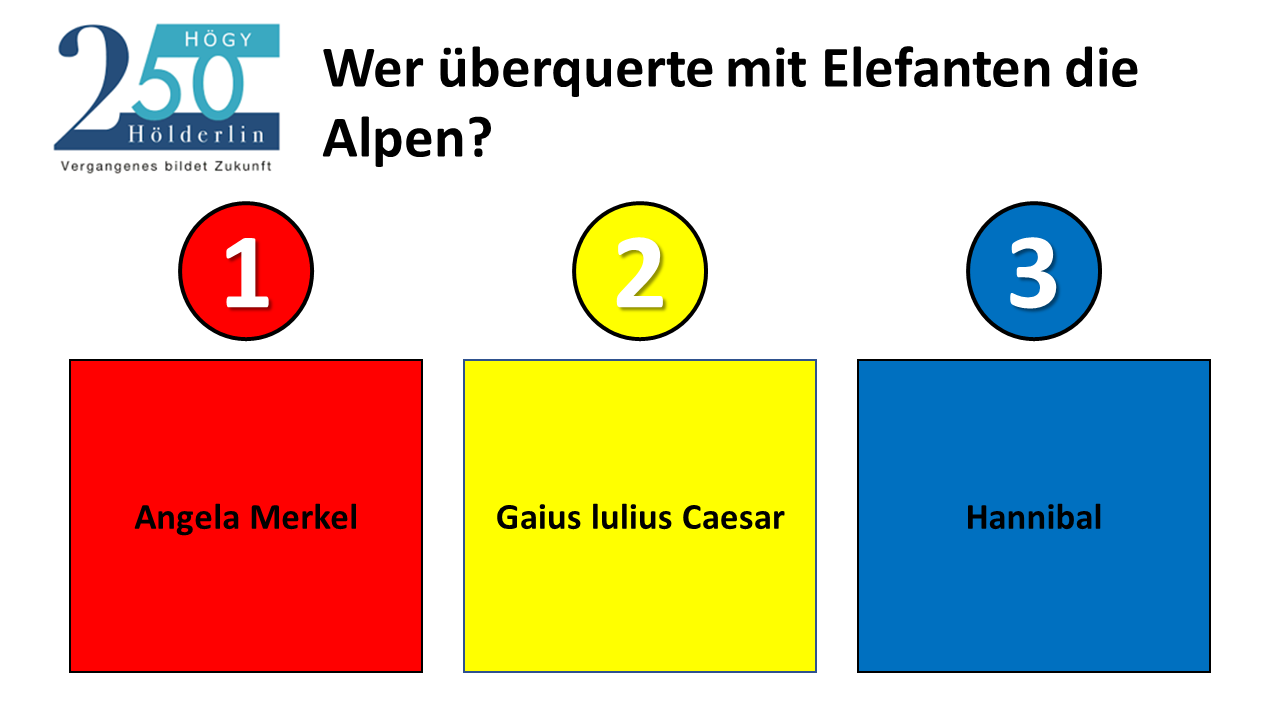 HÖGY
250
Hölderlin
Vergangenes bildet Zukunft
Wer überquerte mit Elefanten die
Alpen?
1
2
3
Angela Merkel
Gaius lulius Caesar
Hannibal